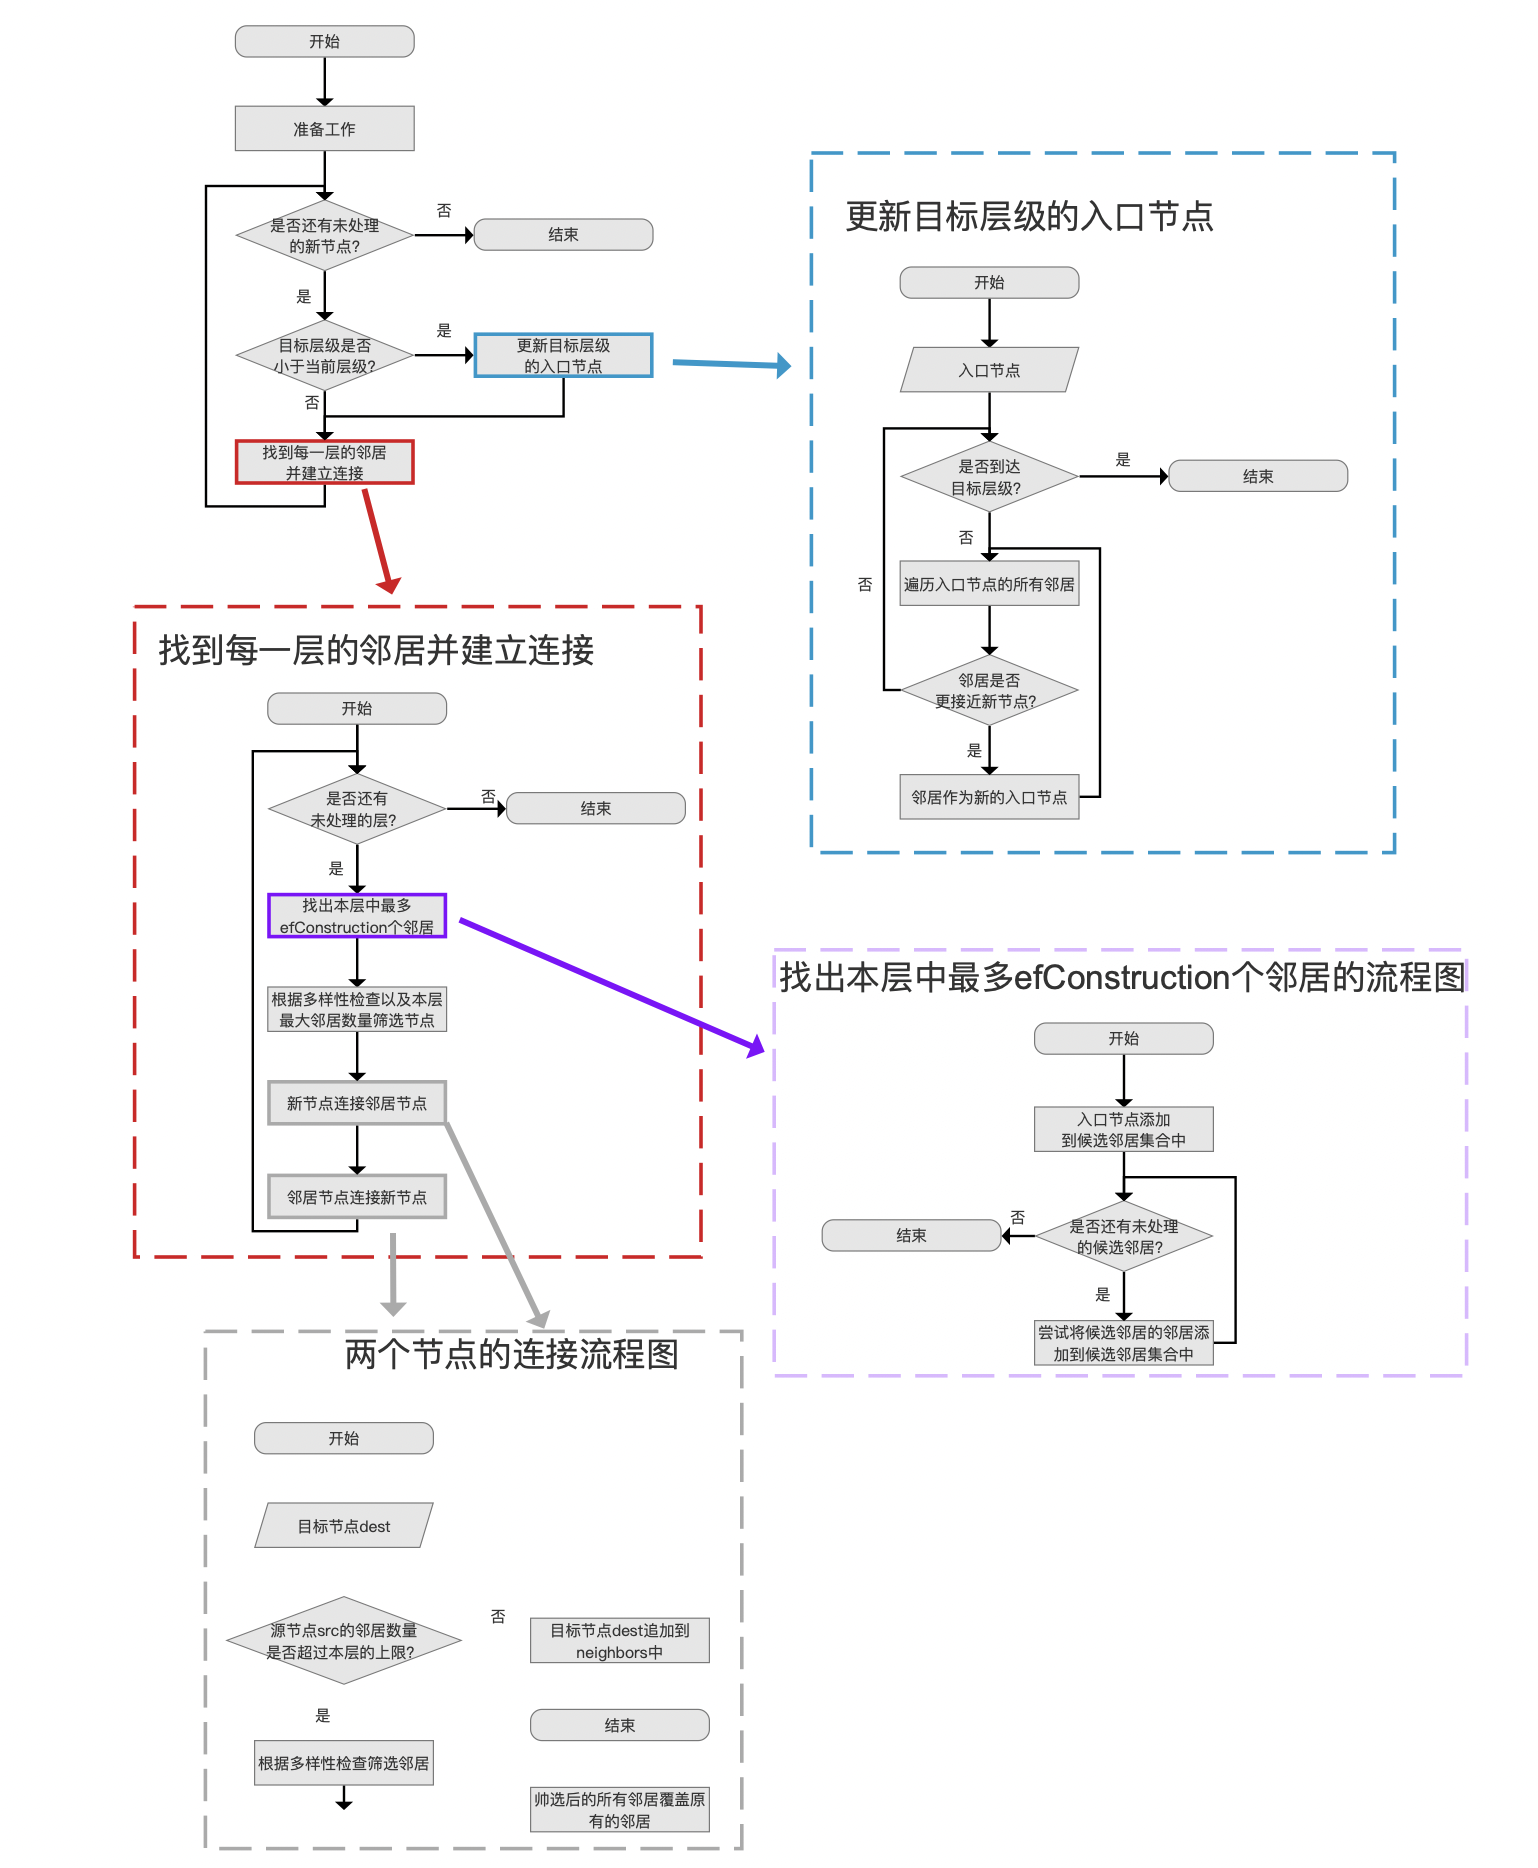 开始
准备工作
是否还有未处理
的新节点?
否
结束
是
目标层级是否
小于当前层级?
是
更新目标层级
的入口节点
否
找到每一层的邻居
并建立连接
更新目标层级的入口节点
开始
入口节点
是否到达
目标层级?
是
结束
否
遍历入口节点的所有邻居
否
邻居是否
更接近新节点?
是
邻居作为新的入口节点
找到每一层的邻居并建立连接
开始
是否还有
未处理的层?
否
结束
是
找出本层中最多
efConstruction个邻居
根据多样性检查以及本层
最大邻居数量筛选节点
新节点连接邻居节点
邻居节点连接新节点
找出本层中最多efConstruction个邻居的流程图
开始
入口节点添加
到候选邻居集合中
是否还有未处理
的候选邻居?
否
结束
是
尝试将候选邻居的邻居添
加到候选邻居集合中
两个节点的连接流程图
开始
目标节点dest
源节点src的邻居数量
是否超过本层的上限?
否
目标节点dest追加到
neighbors中
是
结束
根据多样性检查筛选邻居
帅选后的所有邻居覆盖原
有的邻居